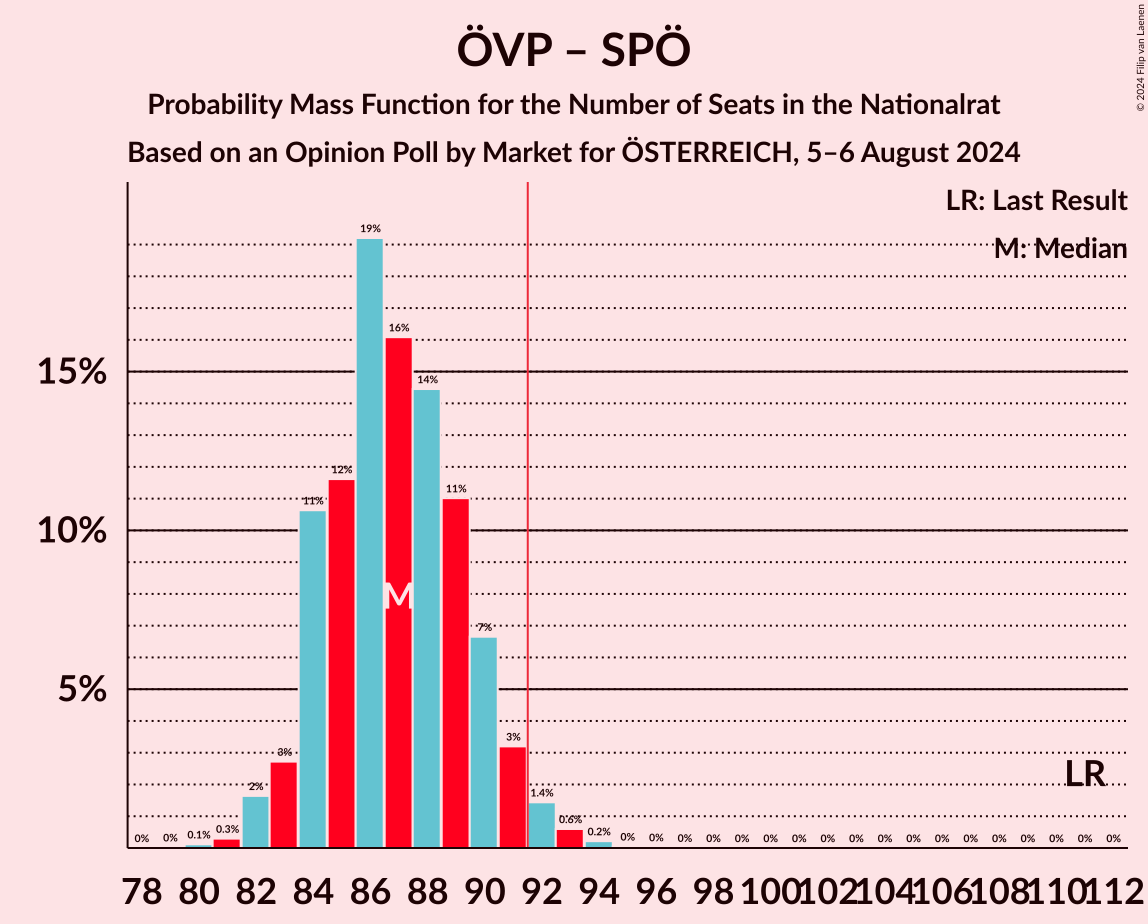 ÖVP – SPÖ
Probability Mass Function for the Number of Seats in the Nationalrat
Based on an Opinion Poll by Market for ÖSTERREICH, 5–6 August 2024
© 2024 Filip van Laenen
LR: Last Result
M: Median
15%
10%
5%
0% 0% 0.1% 0.3% 2% 3% 11% 12% 19% 16% 14% 11% 7% 3% 1.4% 0.6% 0.2% 0% 0% 0% 0% 0% 0% 0% 0% 0% 0% 0% 0% 0% 0% 0% 0% 0% 0%
M
LR
78 80 82 84 86 88 90 92 94 96 98 100 102 104 106 108 110 112